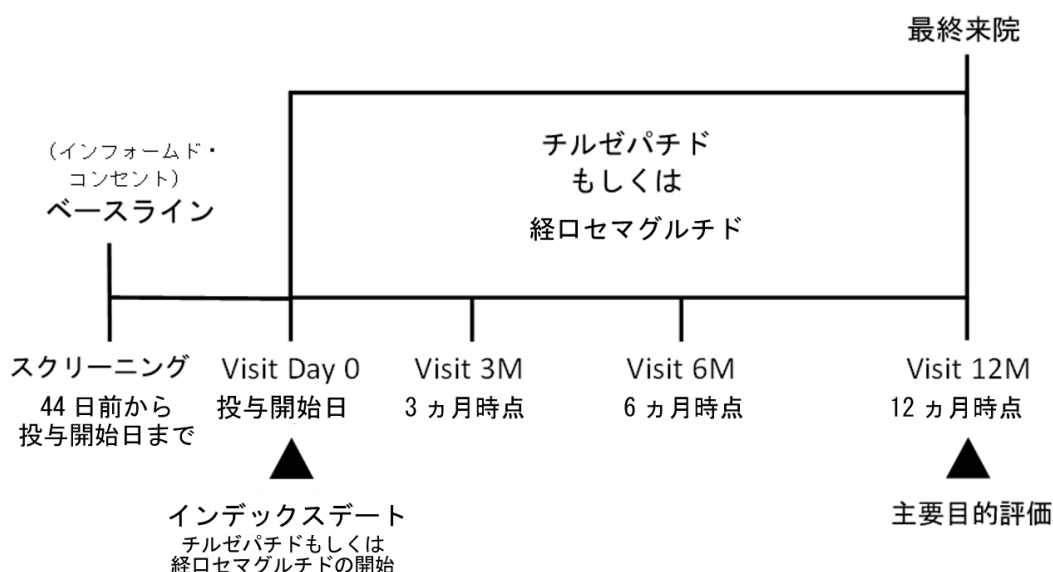 最終来院
チルゼパチド
もしくは
経口セマグルチド
（インフォームド・
コンセント）
ベースライン
スクリーニング
44 日前から
投与開始日まで
Visit Day 0
投与開始日
Visit 3M
3 ヵ月時点
Visit 6M
6 ヵ月時点
Visit 12M
12 ヵ月時点
インデックスデート
チルゼパチドもしくは
経口セマグルチドの開始
主要目的評価